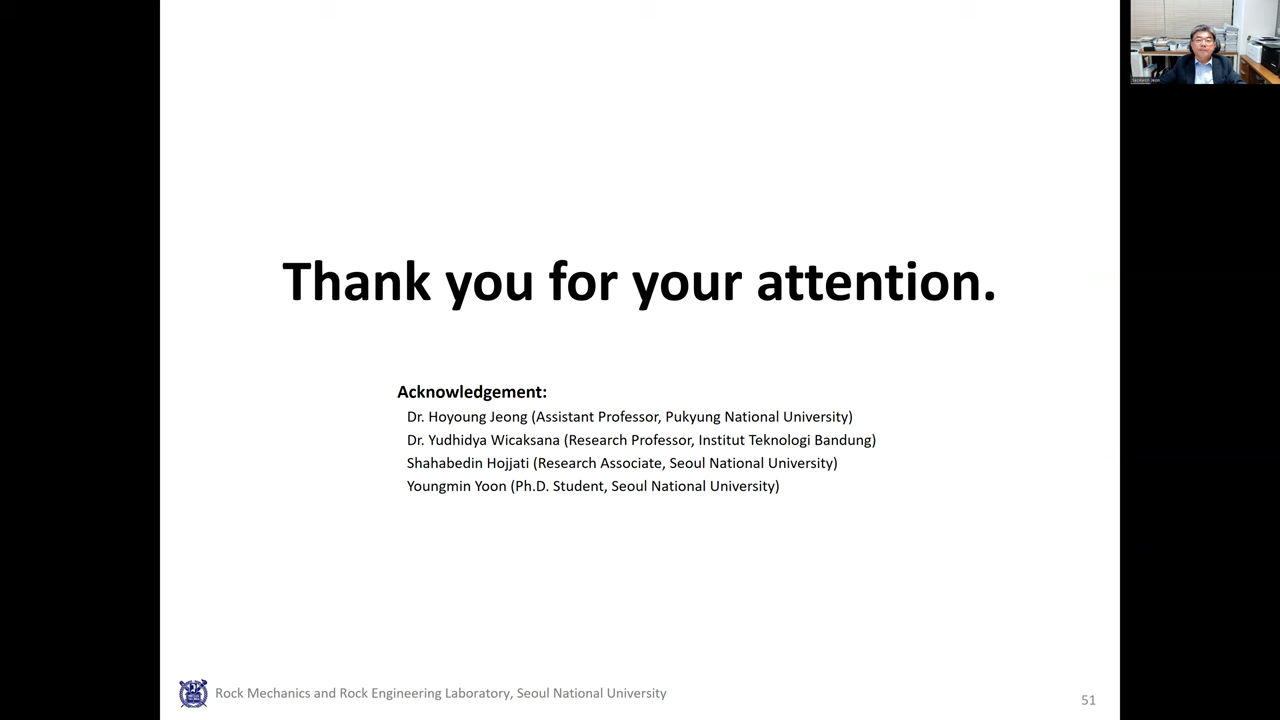 Thank you for your attention.
Acknowledgement:
Dr. Hoyoung Jeong (Assistant Professor, Pukyung National University)
Dr. Yudhidya Wicaksana (Research Professor, Institut Teknologi Bandung)
Shahabedin Hojjati (Research Associate, Seoul National University)
Youngmin Yoon (Ph.D. Student, Seoul National University)
Rock Mechanics and Rock Engineering Laboratory, Seoul National University
51